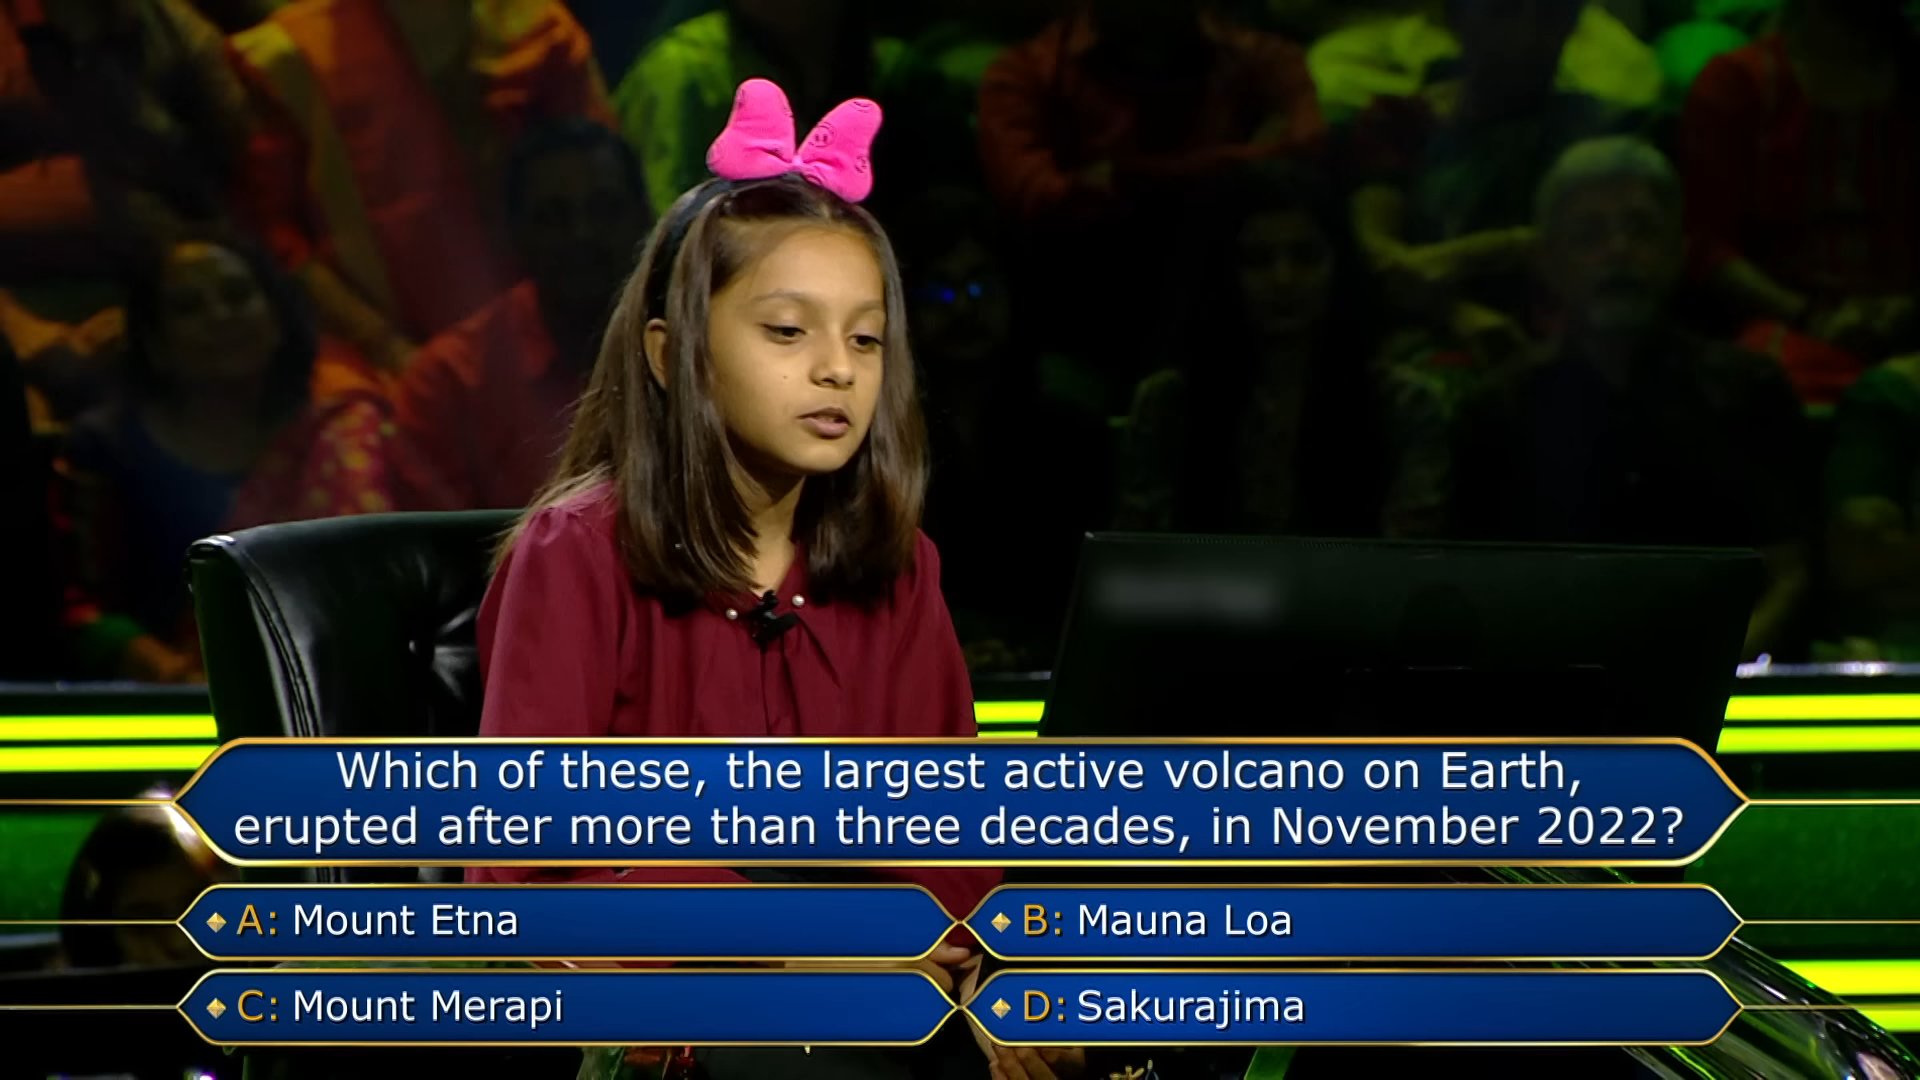 Which of these, the largest active volcano on Earth,
erupted after more than three decades, in November 2022?
A: Mount Etna
B: Mauna Loa
C: Mount Merapi
D: Sakurajima